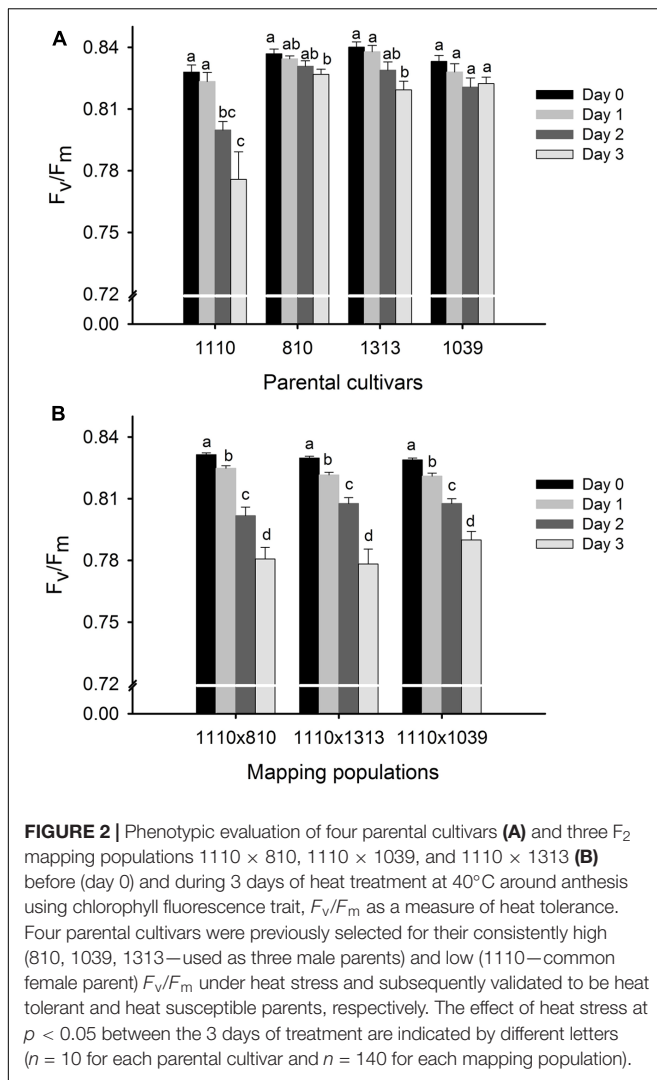 A
0.84
0.81
0.78
0.75
0.72
0.00
Fv/Fm
a a bc c
a ab ab b
a a ab b
a a a a
Day 0
Day 1
Day 2
Day 3
1110 810 1313 1039
Parental cultivars
B
0.84
0.81
0.78
0.75
0.72
0.00
Fv/Fm
a b c d
a b c d
a b c d
Day 0
Day 1
Day 2
Day 3
1110x810 1110x1313 1110x1039
Mapping populations
FIGURE 2 | Phenotypic evaluation of four parental cultivars (A) and three F2
mapping populations 1110 × 810, 1110 × 1039, and 1110 × 1313 (B)
before (day 0) and during 3 days of heat treatment at 40°C around anthesis
using chlorophyll fluorescence trait, Fv/Fm as a measure of heat tolerance.
Four parental cultivars were previously selected for their consistently high
(810, 1039, 1313—used as three male parents) and low (1110—common
female parent) Fv/Fm under heat stress and subsequently validated to be heat
tolerant and heat susceptible parents, respectively. The effect of heat stress at
p < 0.05 between the 3 days of treatment are indicated by different letters
(n = 10 for each parental cultivar and n = 140 for each mapping population).